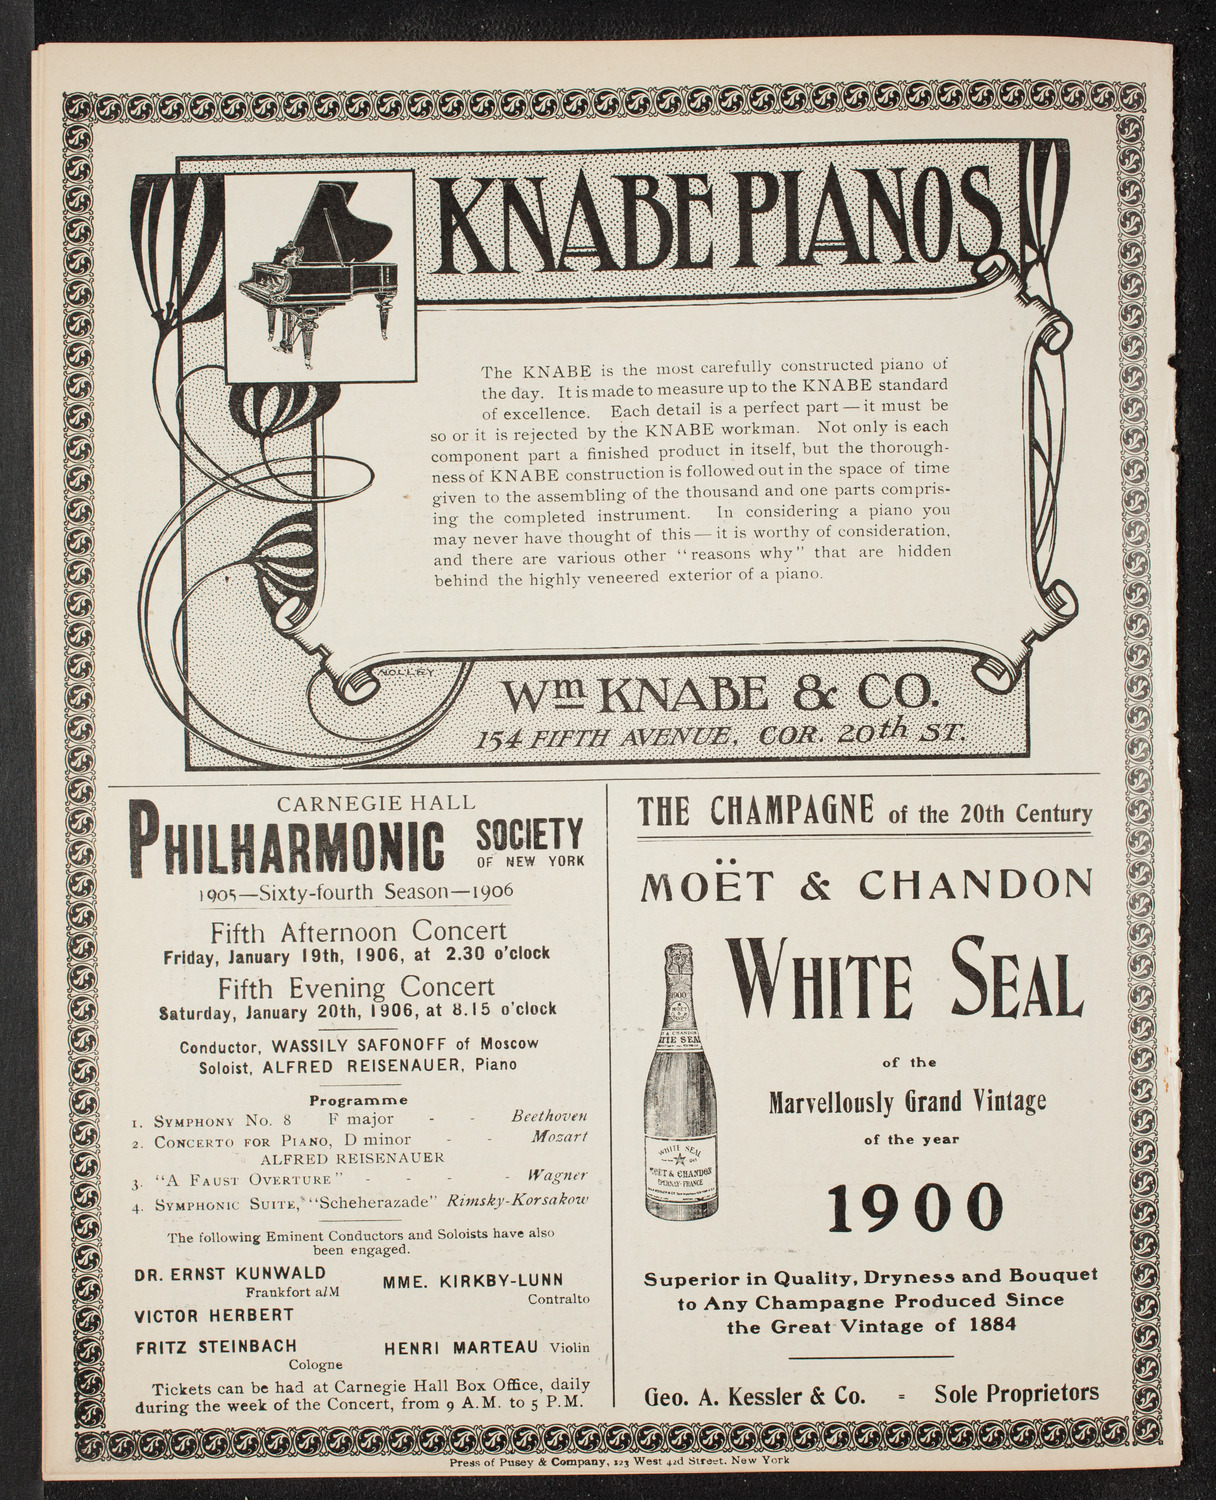 KNABE PIANOS
The KNABE is the most carefully constructed piano of
the day. It is made to measure up to the KNABE standard
of excellence. Each detail is a perfect part — it must be
so or it is rejected by the KNABE workman. Not only is each
component part a finished product in itself, but the thorough-
ness of KNABE construction is followed out in the space of time
given to the assembling of the thousand and one parts compris-
ing the completed instrument. In considering a piano you
may never have thought of this — it is worthy of consideration,
and there are various other "reasons why" that are hidden
behind the highly veneered exterior of a piano.
NOLLEY
Wm KNABE & CO.
154 FIFTH AVENUE, COR. 20th ST.
CARNEGIE HALL
PHILHARMONIC SOCIETY
OF NEW YORK
1905—Sixty-fourth Season—1906
Fifth Afternoon Concert
Friday, January 19th, 1906, at 2.30 o'clock
Fifth Evening Concert
Saturday, January 20th, 1906, at 8.15 o'clock
Conductor, WASSILY SAFONOFF of Moscow
Soloist, ALFRED REISENAUER, Piano
Programme
1. SYMPHONY No. 8 F major - - Beethoven
2. CONCERTO FOR PIANO, D minor - - Mozart
ALFRED REISENAUER
3. "A FAUST OVERTURE" - - - - Wagner
4. SYMPHONIC SUITE, "Scheherazade" Rimsky-Korsakow
The following Eminent Conductors and Soloists have also
been engaged.
DR. ERNST KUNWALD
Frankfort a/M
MME. KIRKBY-LUNN
Contralto
VICTOR HERBERT
FRITZ STEINBACH
Cologne
HENRI MARTEAU Violin
Tickets can be had at Carnegie Hall Box Office, daily
during the week of the Concert, from 9 A.M. to 5 P.M.
THE CHAMPAGNE of the 20th Century
MOËT & CHANDON
WHITE SEAL
of the
Marvellously Grand Vintage
of the year
1900
1900
WHITE SEAL
MOËT & CHANDON
EPERNAY-FRANCE
Superior in Quality, Dryness and Bouquet
to Any Champagne Produced Since
the Great Vintage of 1884
Geo. A. Kessler & Co. = Sole Proprietors
Press of Pusey & Company, 123 West 42d Street. New York